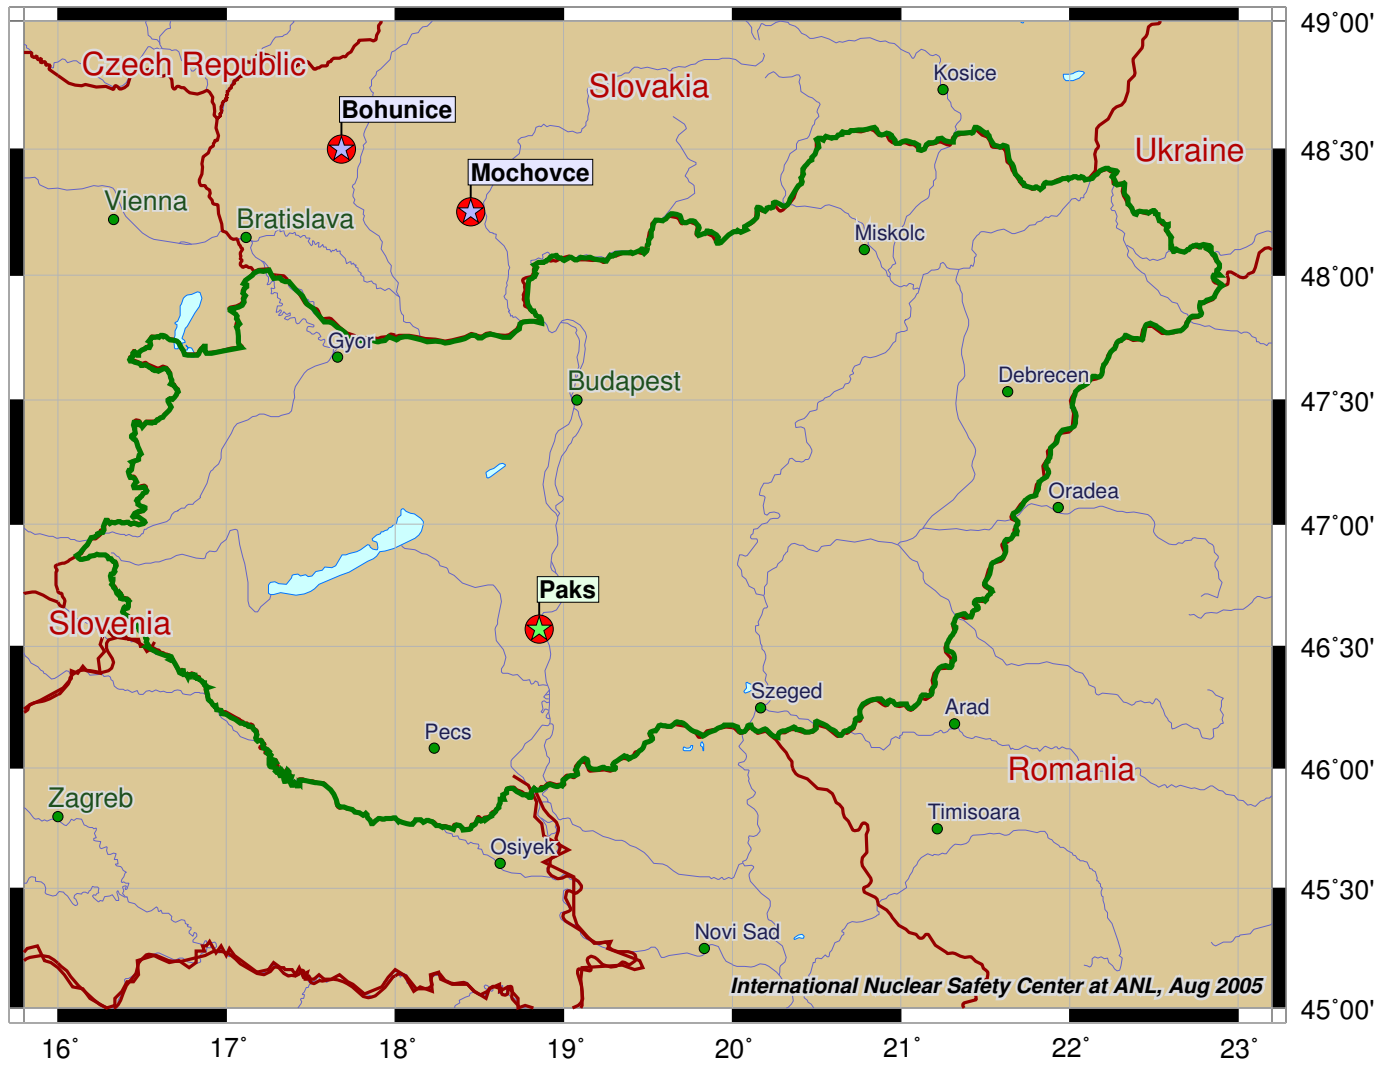 49°00'
Czech Republic
Slovakia
Kosice
Bohunice
Ukraine
48°30'
Mochovce
Vienna
Bratislava
Miskolc
48°00'
Gyor
Budapest
Debrecen
47°30'
Oradea
47°00'
Paks
Slovenia
46°30'
Szeged
Arad
Pecs
Romania
46°00'
Zagreb
Timisoara
Osiyek
45°30'
Novi Sad
International Nuclear Safety Center at ANL, Aug 2005
45°00'
16° 17° 18° 19° 20° 21° 22° 23°